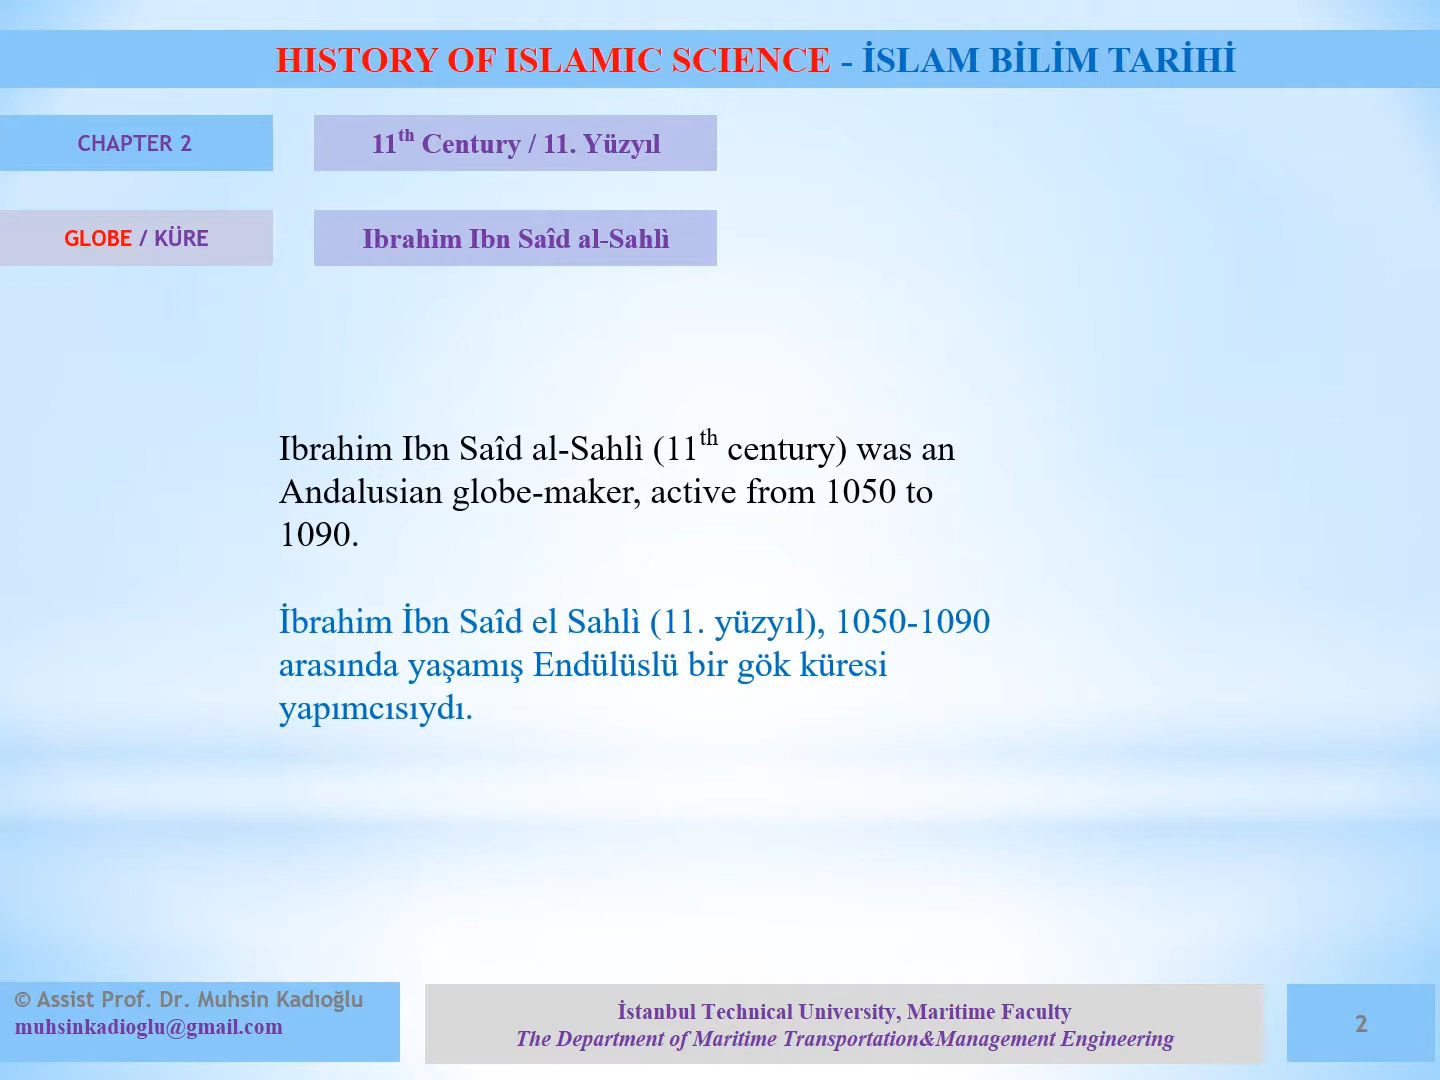 HISTORY OF ISLAMIC SCIENCE - İSLAM BİLİM TARİHİ
CHAPTER 2
11th Century / 11. Yüzyıl
GLOBE / KÜRE
Ibrahim Ibn Saîd al-Sahlì
Ibrahim Ibn Saîd al-Sahlì (11th century) was an
Andalusian globe-maker, active from 1050 to
1090.
İbrahim İbn Saîd el Sahlì (11. yüzyıl), 1050-1090
arasında yaşamış Endülüslü bir gök küresi
yapımcısıydı.
© Assist Prof. Dr. Muhsin Kadıoğlu
muhsinkadioglu@gmail.com
İstanbul Technical University, Maritime Faculty
The Department of Maritime Transportation&Management Engineering
2